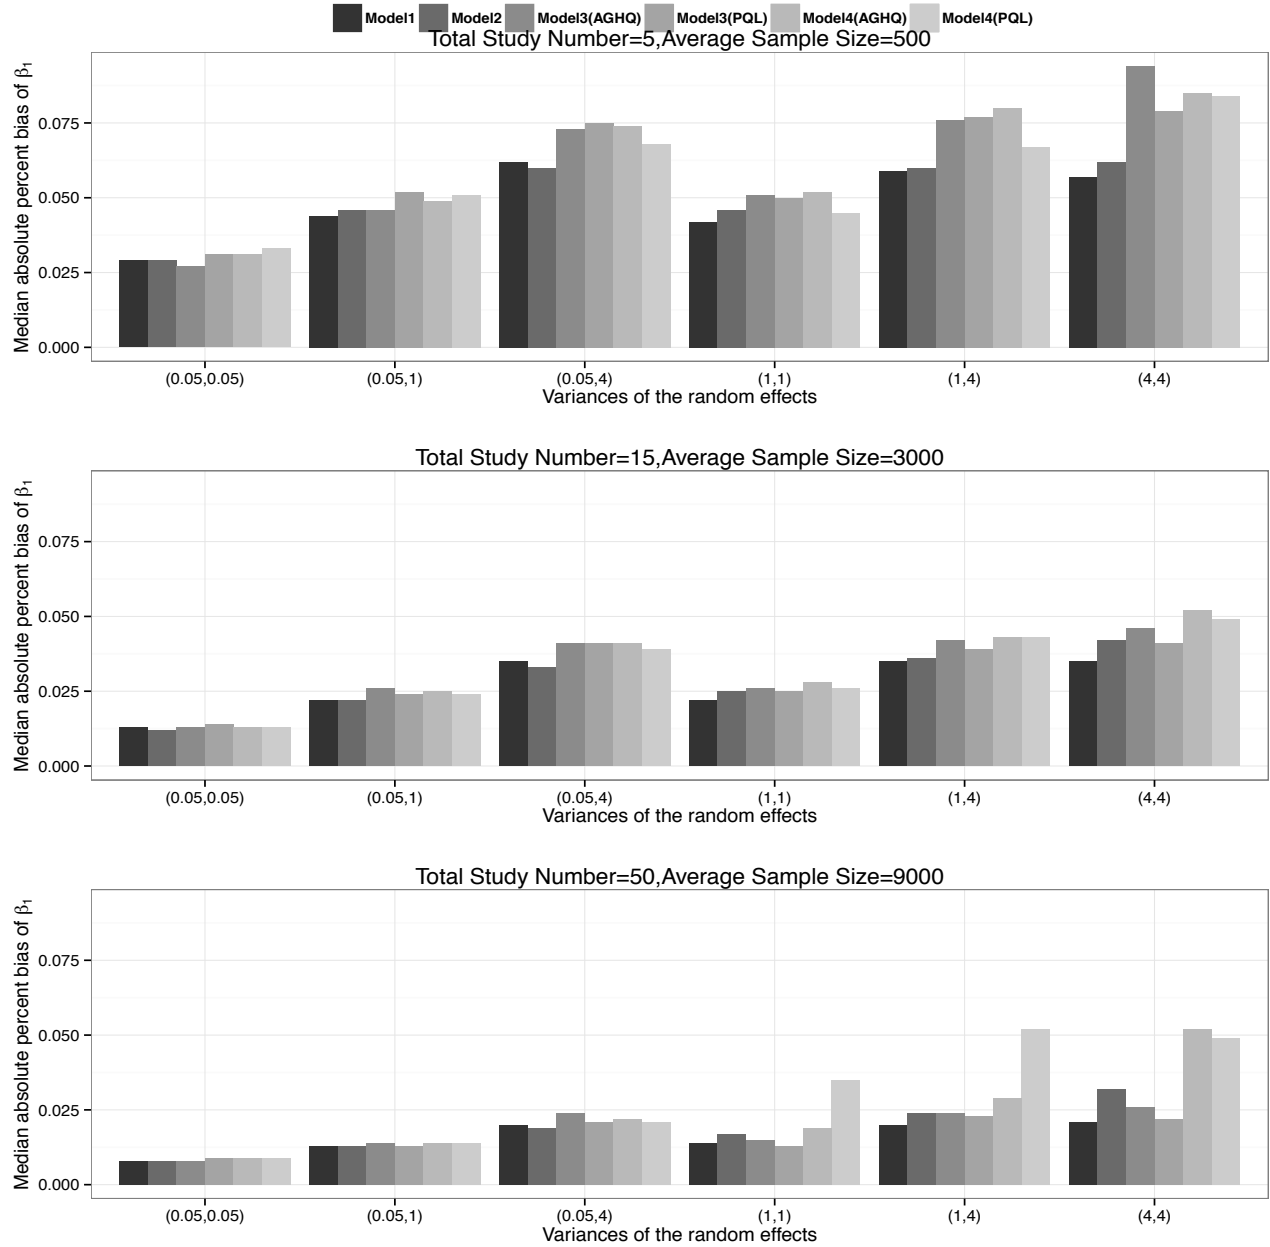 Model1 Model2 Model3(AGHQ) Model3(PQL) Model4(AGHQ) Model4(PQL)
Total Study Number=5,Average Sample Size=500
Median absolute percent bias of β1
0.075
0.050
0.025
0.000
(0.05,0.05) (0.05,1) (0.05,4) (1,1) (1,4) (4,4)
Variances of the random effects
Total Study Number=15,Average Sample Size=3000
Median absolute percent bias of β1
0.075
0.050
0.025
0.000
(0.05,0.05) (0.05,1) (0.05,4) (1,1) (1,4) (4,4)
Variances of the random effects
Total Study Number=50,Average Sample Size=9000
Median absolute percent bias of β1
0.075
0.050
0.025
0.000
(0.05,0.05) (0.05,1) (0.05,4) (1,1) (1,4) (4,4)
Variances of the random effects